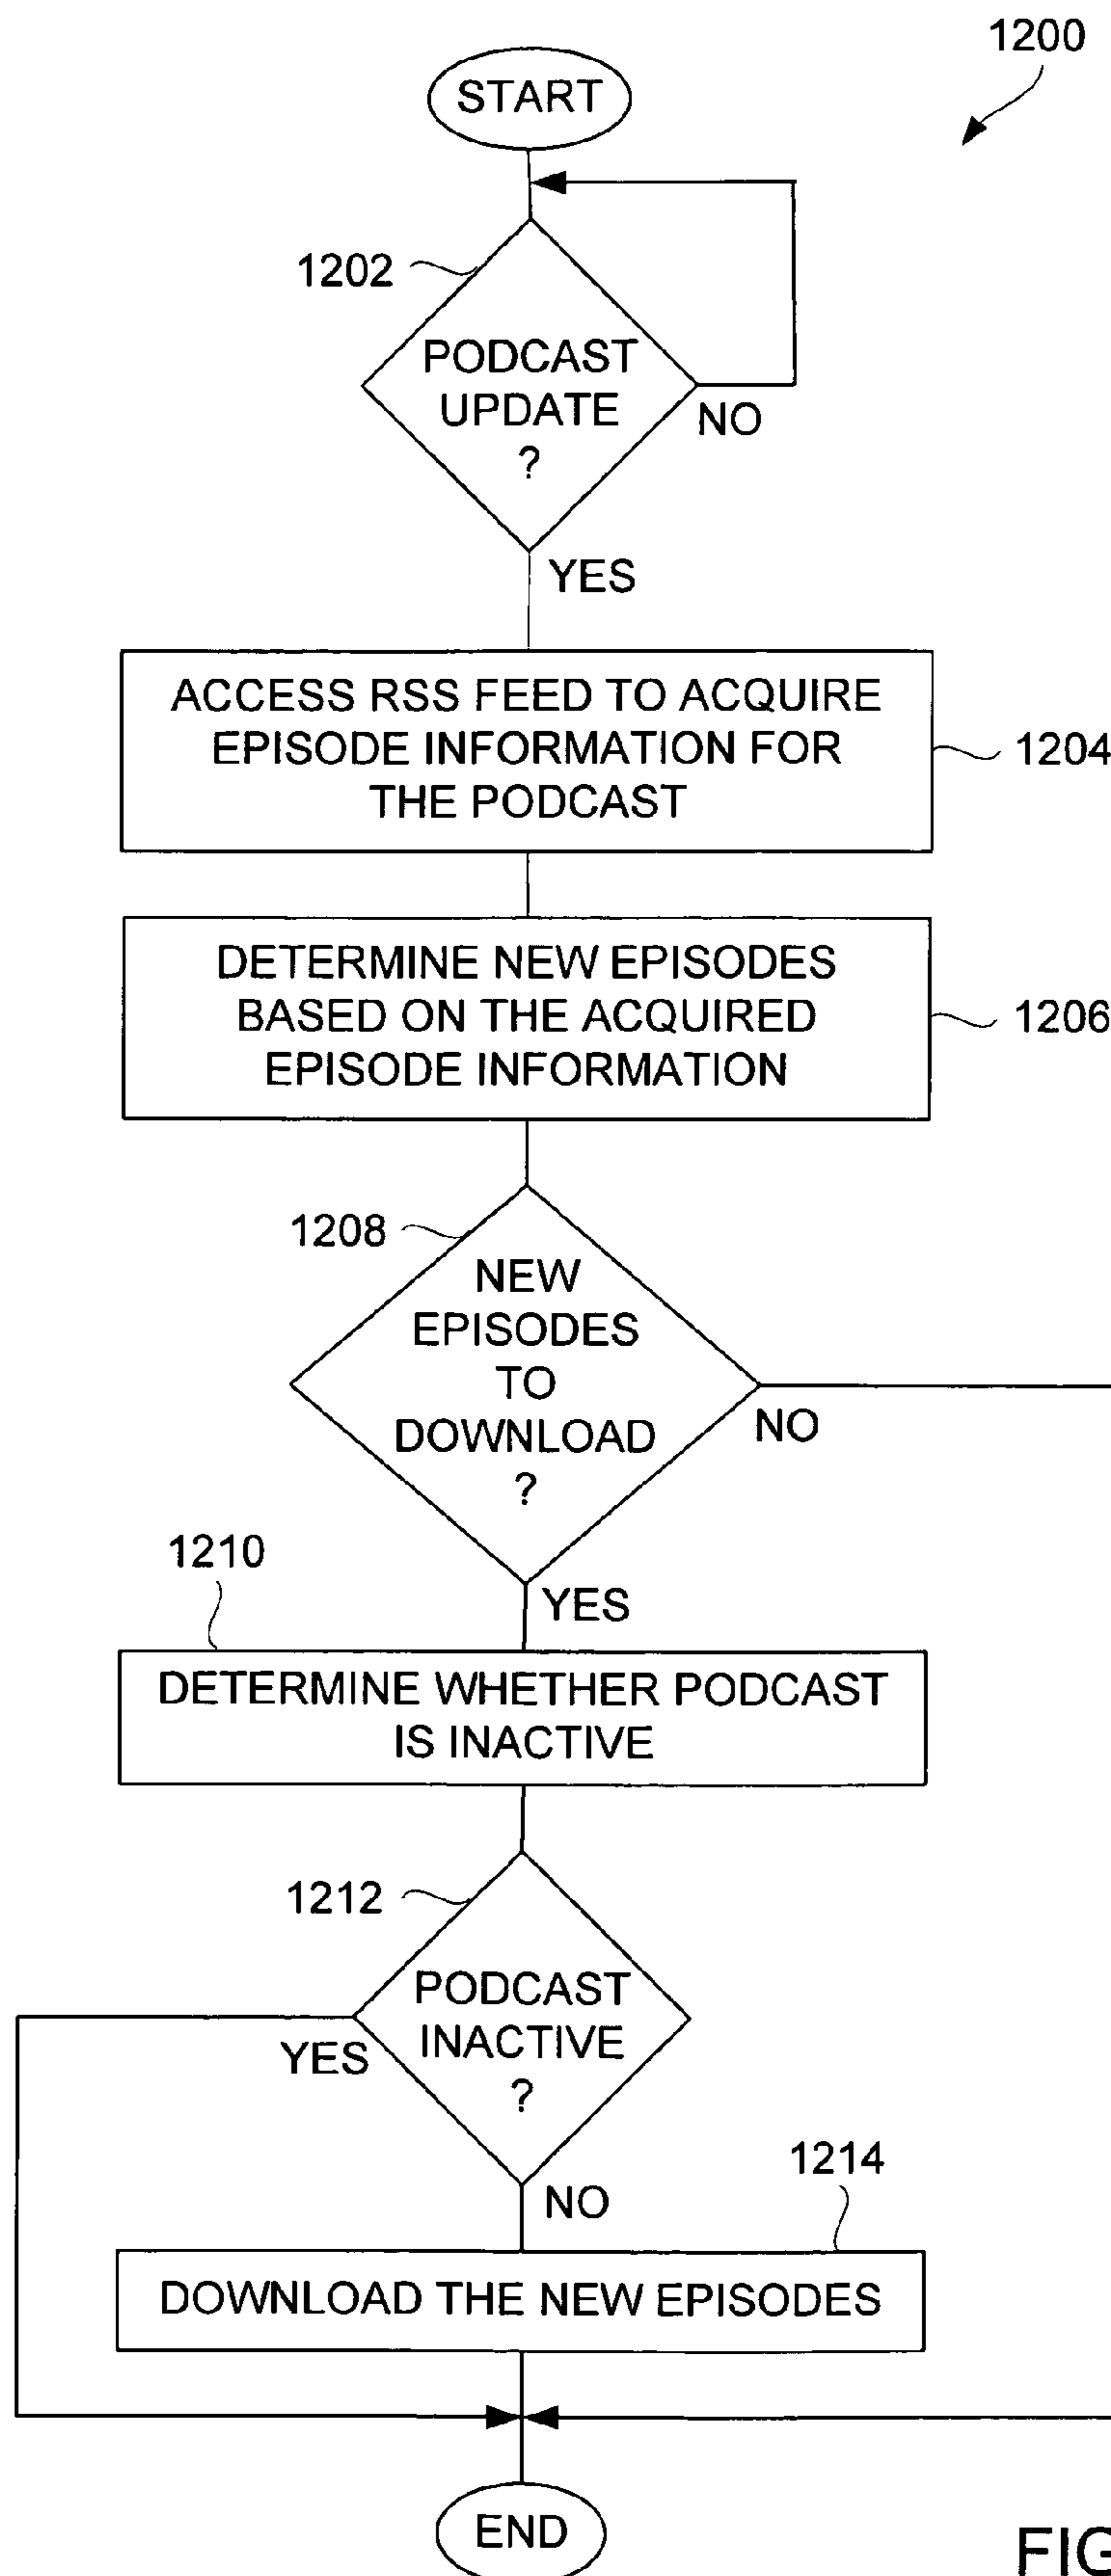 1200
START
1202
PODCAST
UPDATE
?
NO
YES
ACCESS RSS FEED TO ACQUIRE
EPISODE INFORMATION FOR
THE PODCAST
1204
DETERMINE NEW EPISODES
BASED ON THE ACQUIRED
EPISODE INFORMATION
1206
1208
NEW
EPISODES
TO
DOWNLOAD
?
NO
YES
1210
DETERMINE WHETHER PODCAST
IS INACTIVE
1212
PODCAST
INACTIVE
?
YES
NO
1214
DOWNLOAD THE NEW EPISODES
END
FIG